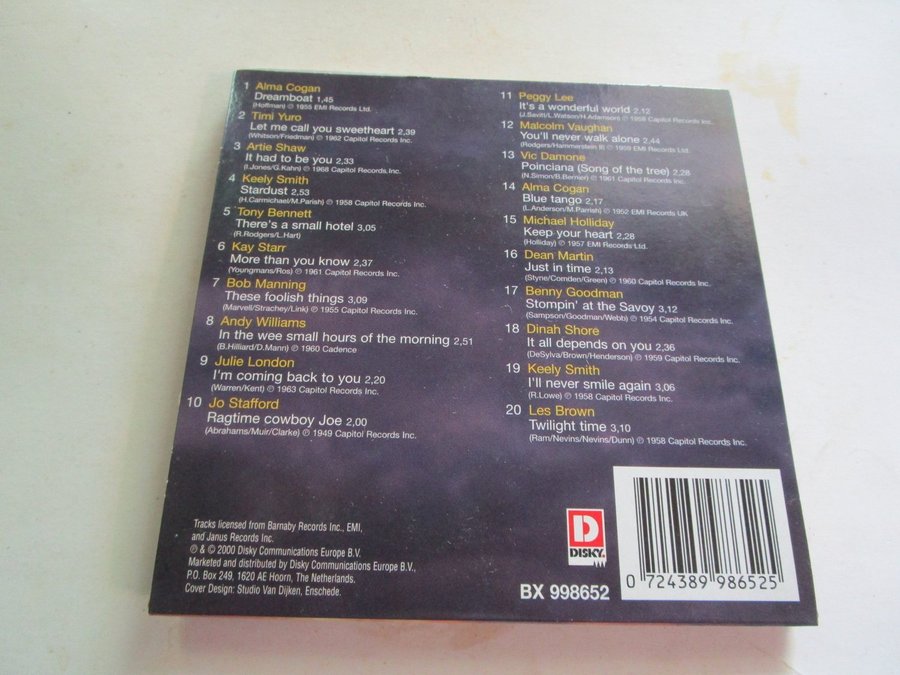 1 Alma Cogan
Dreamboat 1,45
(Hoffman) ℗ 1955 EMI Records Ltd.
2 Timi Yuro
Let me call you sweetheart 2,39
(Whitson/Friedman) ℗ 1962 Capitol Records Inc.
3 Artie Shaw
It had to be you 2,33
(I.Jones/G.Kahn) ℗ 1968 Capitol Records, Inc.
4 Keely Smith
Stardust 2,53
(H.Carmichael/M.Parish) ℗ 1958 Capitol Records Inc.
5 Tony Bennett
There's a small hotel 3,05
(R.Rodgers/L.Hart)
6 Kay Starr
More than you know 2,37
(Youngmans/Ros) ℗ 1961 Capitol Records Inc.
7 Bob Manning
These foolish things 3,09
(Marvell/Strachey/Link) ℗ 1955 Capitol Records Inc.
8 Andy Williams
In the wee small hours of the morning 2,51
(B.Hilliard/D.Mann) ℗ 1960 Cadence
9 Julie London
I'm coming back to you 2,20
(Warren/Kent) ℗ 1963 Capitol Records Inc.
10 Jo Stafford
Ragtime cowboy Joe 2,00
(Abrahams/Muir/Clarke) ℗ 1949 Capitol Records Inc.
11 Peggy Lee
It's a wonderful world 2,12
(J.Savitt/L.Watson/H.Adamson) ℗ 1958 Capitol Records Inc.
12 Malcolm Vaughan
You'll never walk alone 2,44
(Rodgers/Hammerstein II) ℗ 1959 EMI Records Ltd.
13 Vic Damone
Poinciana (Song of the tree) 2,28
(N.Simon/B.Bernier) ℗ 1961 Capitol Records Inc.
14 Alma Cogan
Blue tango 2,17
(L.Anderson/M.Parrish) ℗ 1952 EMI Records UK
15 Michael Holliday
Keep your heart 2,28
(Holliday) ℗ 1957 EMI Records Ltd.
16 Dean Martin
Just in time 2,13
(Styne/Comden/Green) ℗ 1960 Capitol Records Inc.
17 Benny Goodman
Stompin' at the Savoy 3,12
(Sampson/Goodman/Webb) ℗ 1954 Capitol Records Inc.
18 Dinah Shore
It all depends on you 2,36
(DeSylva/Brown/Henderson) ℗ 1959 Capitol Records Inc.
19 Keely Smith
I'll never smile again 3,06
(R.Lowe) ℗ 1958 Capitol Records Inc.
20 Les Brown
Twilight time 3,10
(Ram/Nevins/Nevins/Dunn) ℗ 1958 Capitol Records Inc.
Tracks licensed from Barnaby Records Inc., EMI,
and Janus Records Inc.
℗ & © 2000 Disky Communications Europe B.V.
Marketed and distributed by Disky Communications Europe B.V.,
P.O. Box 249, 1620 AE Hoorn, The Netherlands.
Cover Design: Studio Van Dijken, Enschede.
D
DISKY
BX 998652
0 724389 986525